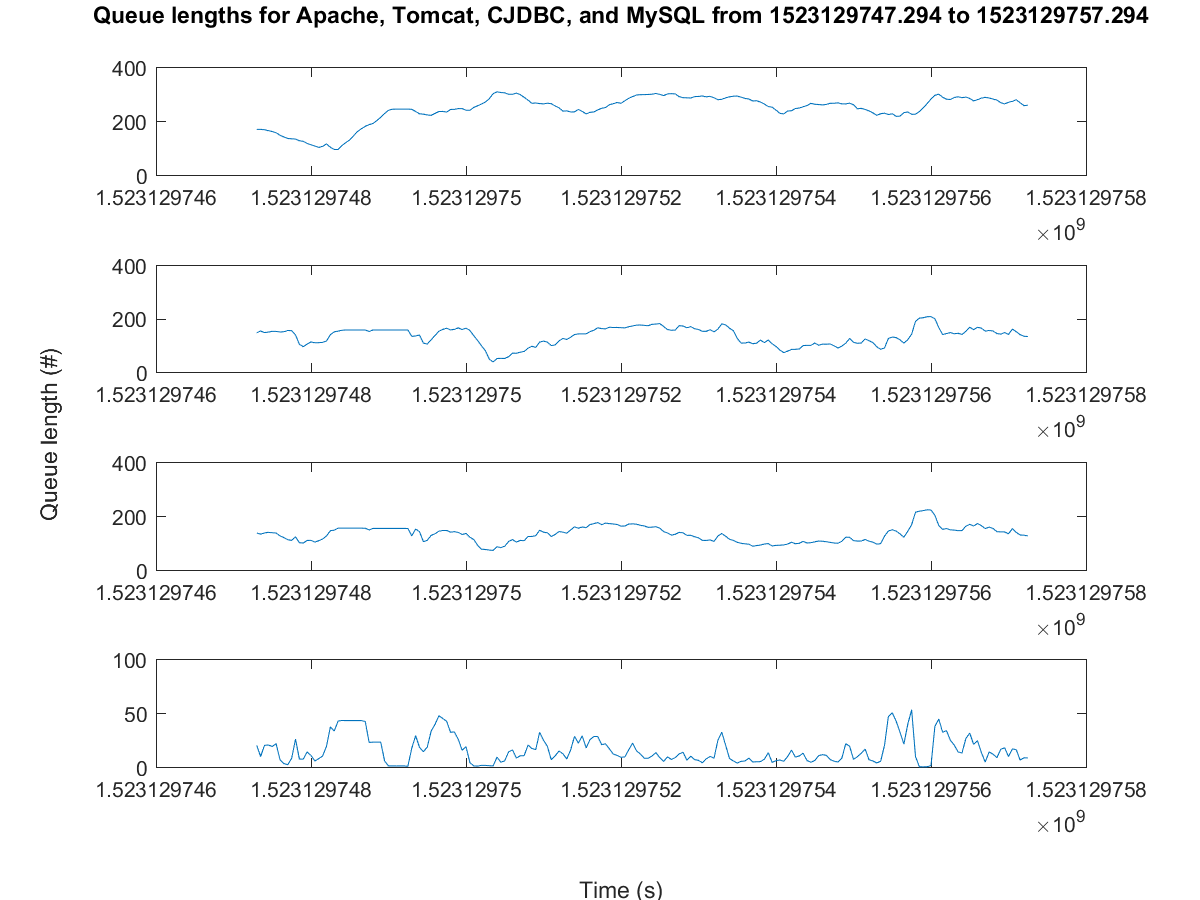 Queue lengths for Apache, Tomcat, CJDBC, and MySQL from 1523129747.294 to 1523129757.294
400
200
0
1.523129746 1.523129748 1.52312975 1.523129752 1.523129754 1.523129756 1.523129758
×10⁹
400
200
0
1.523129746 1.523129748 1.52312975 1.523129752 1.523129754 1.523129756 1.523129758
×10⁹
Queue length (#)
400
200
0
1.523129746 1.523129748 1.52312975 1.523129752 1.523129754 1.523129756 1.523129758
×10⁹
100
50
0
1.523129746 1.523129748 1.52312975 1.523129752 1.523129754 1.523129756 1.523129758
×10⁹
Time (s)